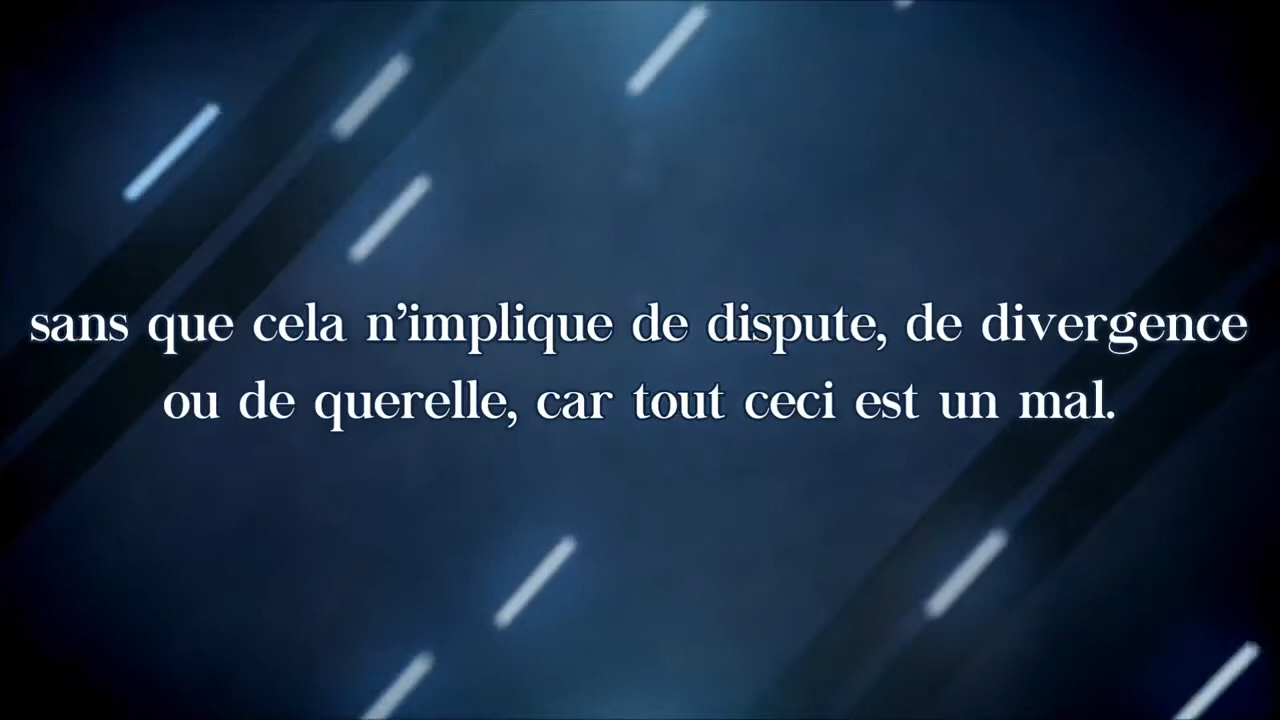 sans que cela n’implique de dispute, de divergence
ou de querelle, car tout ceci est un mal.